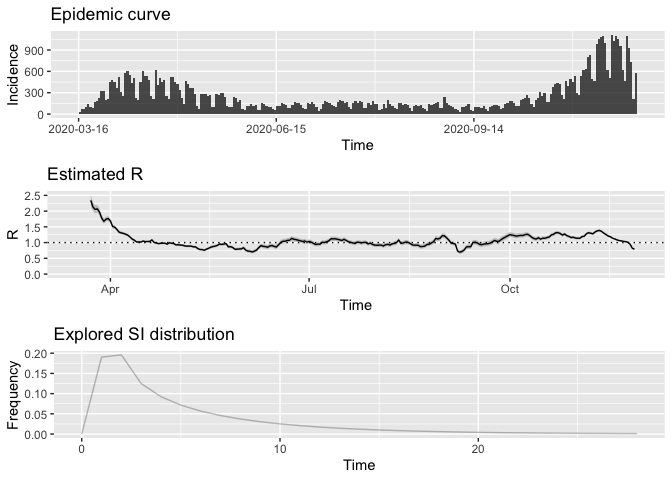 Epidemic curve
900
600
300
0
Incidence
2020-03-16 2020-06-15 2020-09-14
Time
Estimated R
2.5
2.0
1.5
1.0
0.5
0.0
R
Apr Jul Oct
Time
Explored SI distribution
0.20
0.15
0.10
0.05
0.00
Frequency
0 10 20
Time